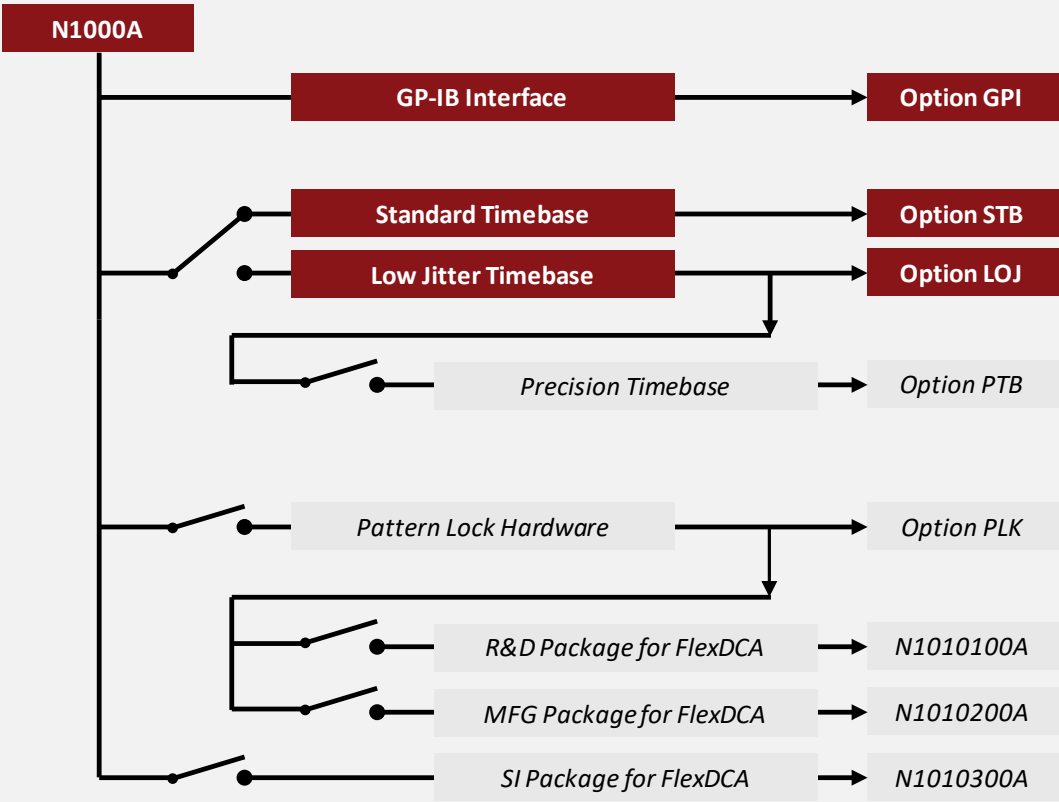 N1000A
GP-IB Interface
Option GPI
Standard Timebase
Option STB
Low Jitter Timebase
Option LOJ
Precision Timebase
Option PTB
Pattern Lock Hardware
Option PLK
R&D Package for FlexDCA
N1010100A
MFG Package for FlexDCA
N1010200A
SI Package for FlexDCA
N1010300A